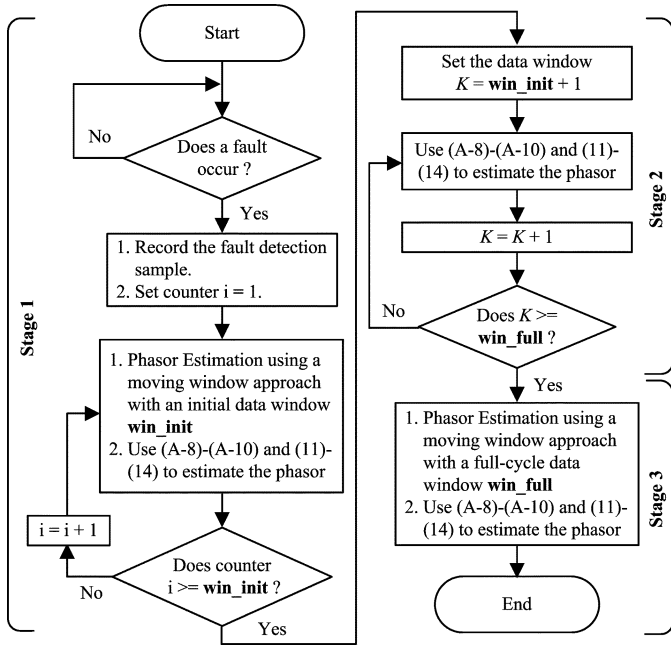 Start
No
Does a fault
occur ?
Yes
1. Record the fault detection
sample.
2. Set counter i = 1.
Stage 1
1. Phasor Estimation using a
moving window approach
with an initial data window
win_init
2. Use (A-8)-(A-10) and (11)-
(14) to estimate the phasor
i = i + 1
Does counter
i >= win_init ?
No
Yes
Set the data window
K = win_init + 1
Use (A-8)-(A-10) and (11)-
(14) to estimate the phasor
Stage 2
K = K + 1
No
Does K >=
win_full ?
Yes
1. Phasor Estimation using a
moving window approach
with a full-cycle data
window win_full
2. Use (A-8)-(A-10) and (11)-
(14) to estimate the phasor
Stage 3
End